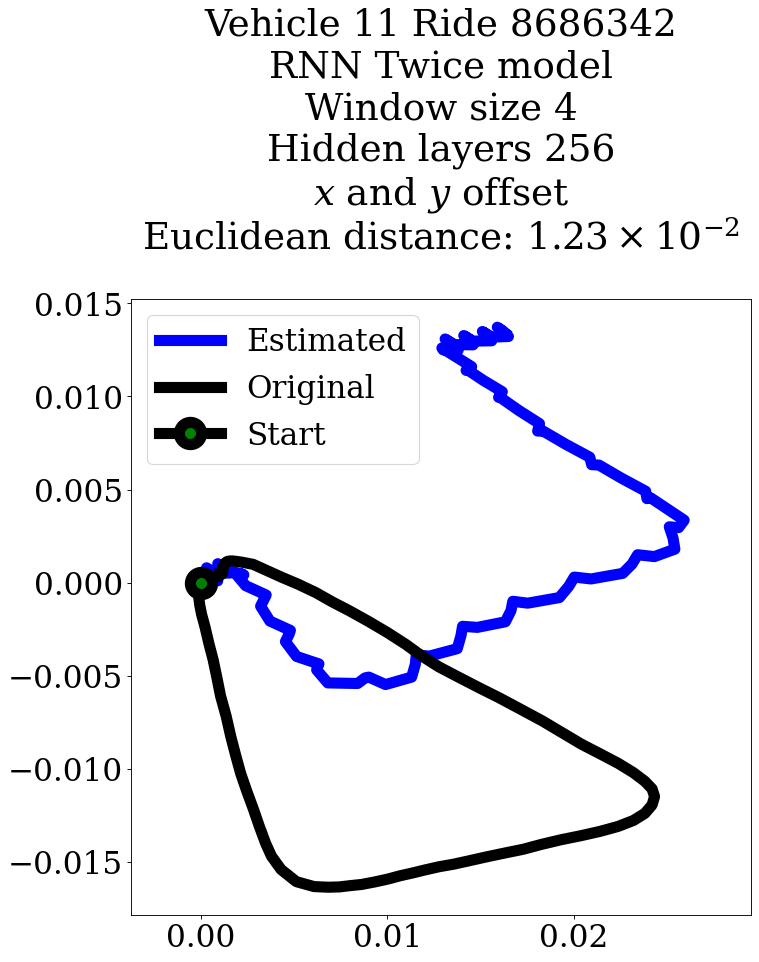 Vehicle 11 Ride 8686342
RNN Twice model
Window size 4
Hidden layers 256
x and y offset
Euclidean distance: 1.23 × 10⁻²
0.015
0.010
0.005
0.000
−0.005
−0.010
−0.015
Estimated
Original
Start
0.00 0.01 0.02